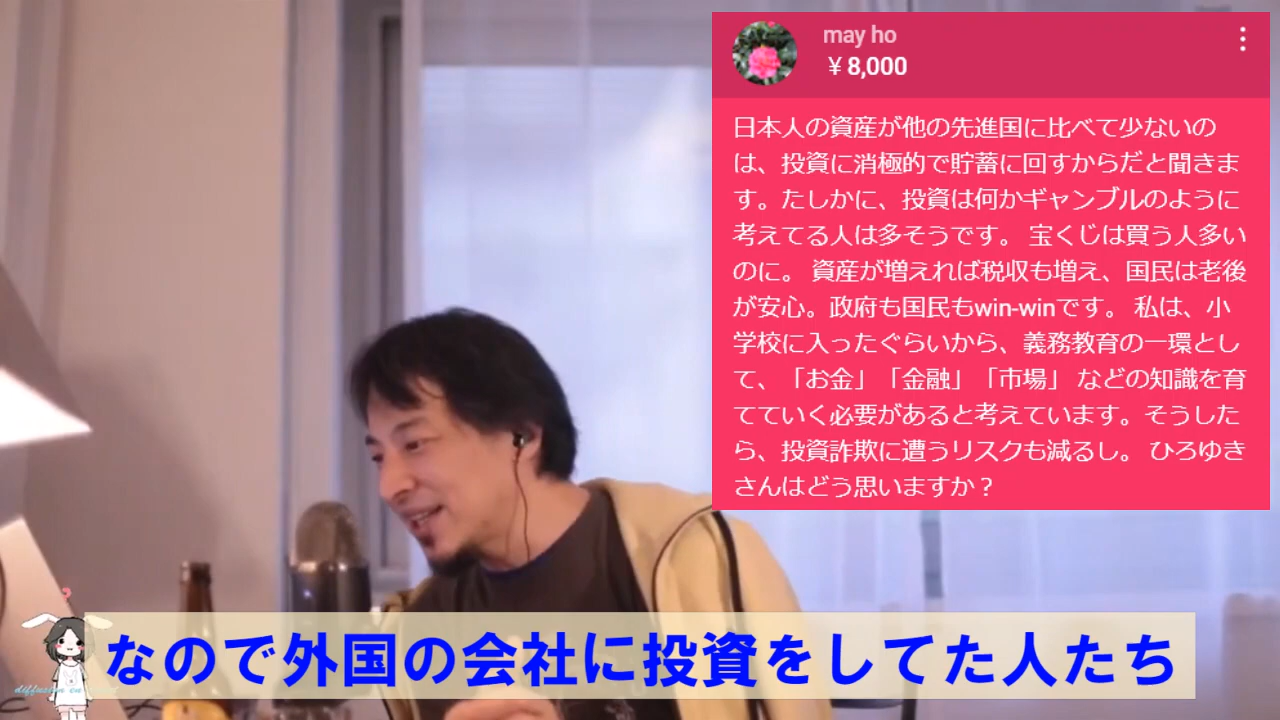 may ho
￥8,000
日本人の資産が他の先進国に比べて少ないの
は、投資に消極的で貯蓄に回すからだと聞きま
す。たしかに、投資は何かギャンブルのように
考えてる人は多そうです。 宝くじは買う人多い
のに。 資産が増えれば税収も増え、国民は老後
が安心。政府も国民もwin-winです。 私は、小
学校に入ったぐらいから、義務教育の一環とし
て、「お金」「金融」「市場」 などの知識を育
てていく必要があると考えています。そうした
ら、投資詐欺に遭うリスクも減るし。 ひろゆき
さんはどう思いますか？
なので外国の会社に投資をしてた人たち